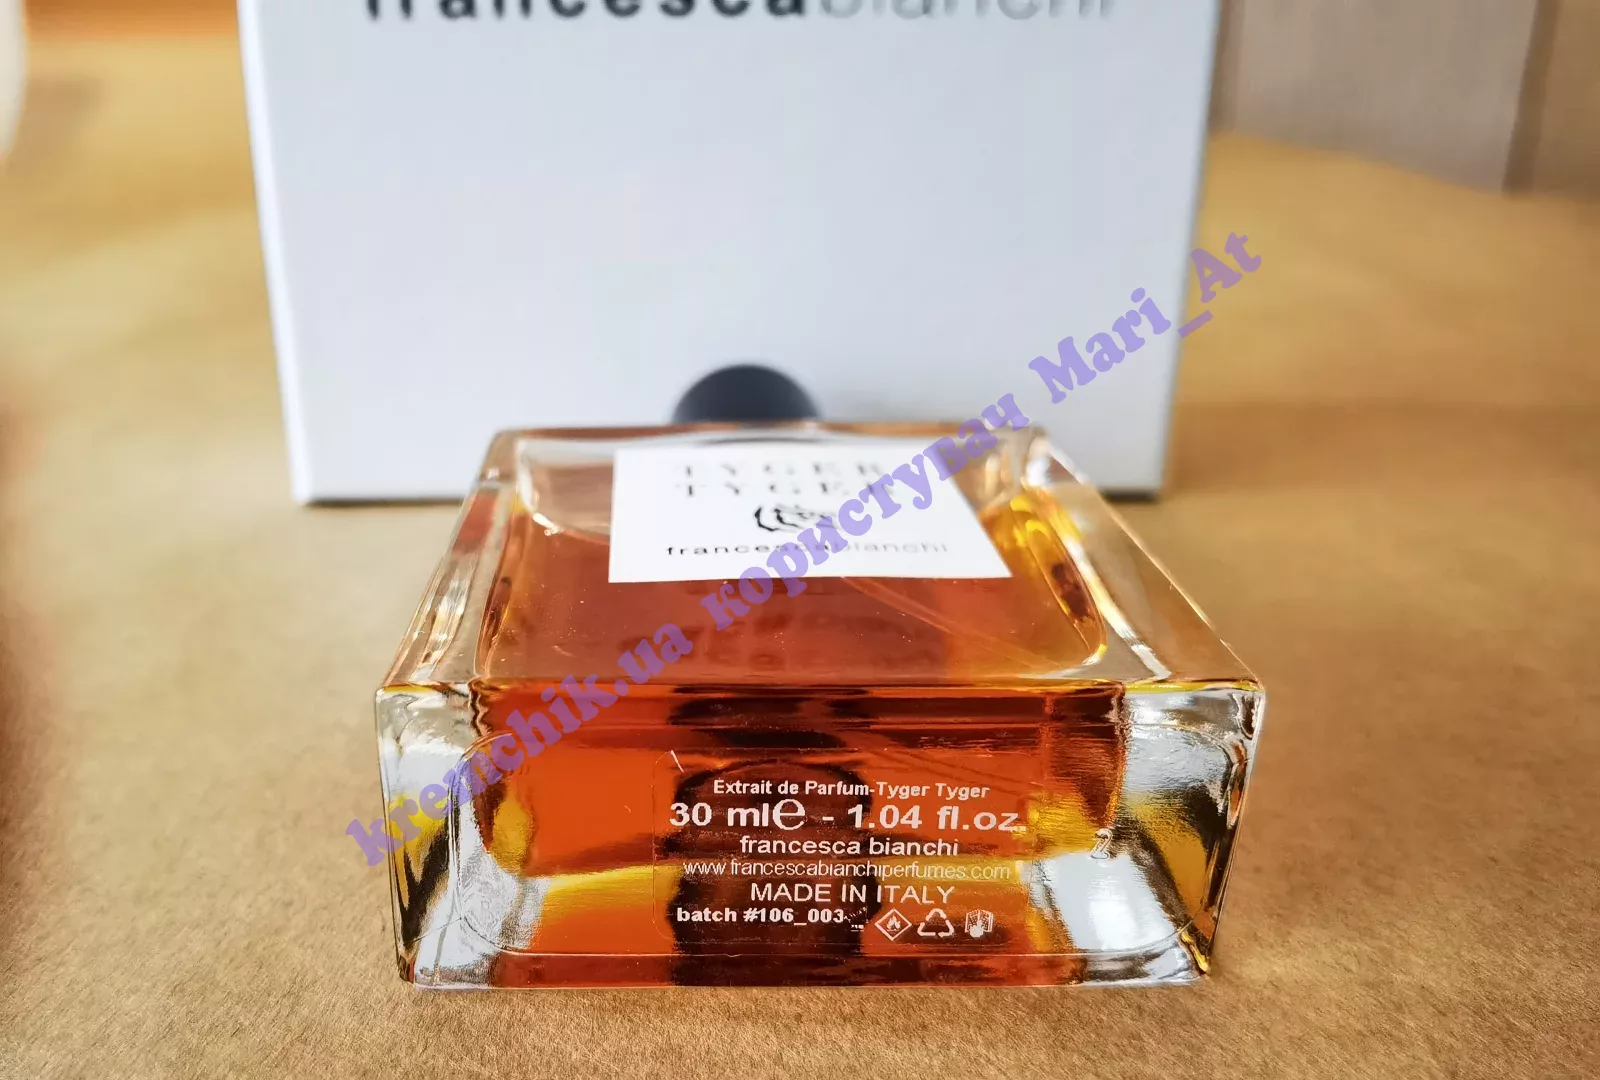 francescabianchi
TYGER
TYGER
francescabianchi
kremchik.ua користувач Mari_At
Extrait de Parfum-Tyger Tyger
30 ml℮ - 1.04 fl.oz.
francesca bianchi
www.francescabianchiperfumes.com
MADE IN ITALY
batch #106_003